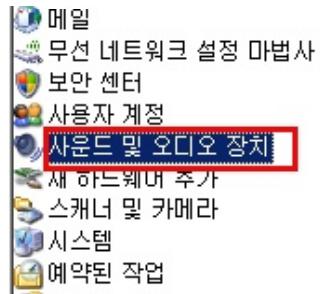 메일
무선 네트워크 설정 마법사
보안 센터
사용자 계정
사운드 및 오디오 장치
새 하드웨어 추가
스캐너 및 카메라
시스템
예약된 작업